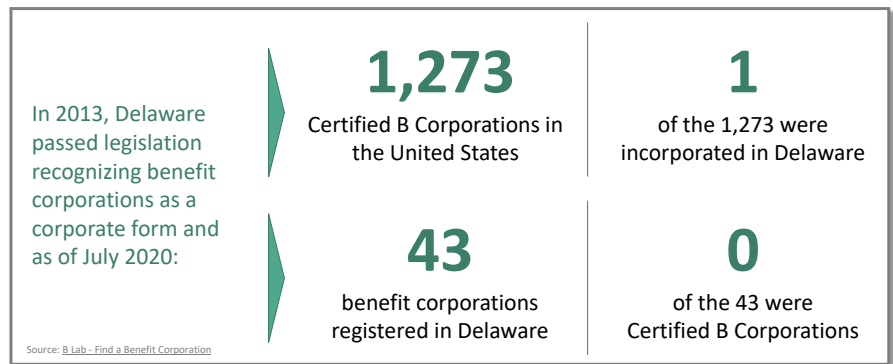 In 2013, Delaware
passed legislation
recognizing benefit
corporations as a
corporate form and
as of July 2020:
1,273
Certified B Corporations in
the United States
1
of the 1,273 were
incorporated in Delaware
43
benefit corporations
registered in Delaware
0
of the 43 were
Certified B Corporations
Source: B Lab - Find a Benefit Corporation